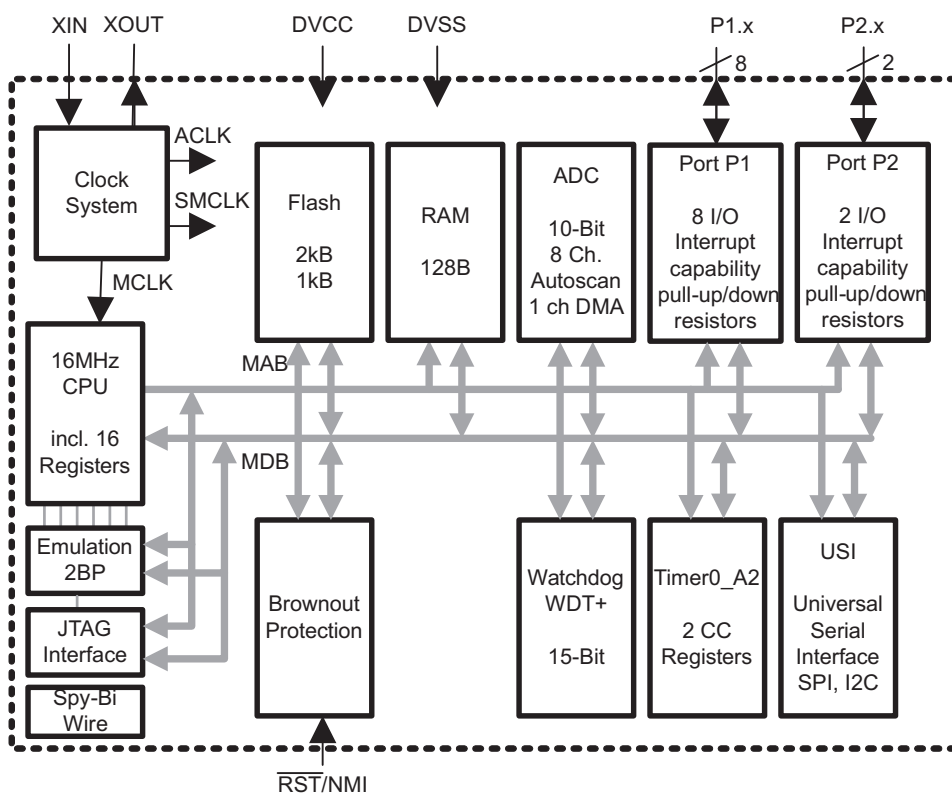 XIN XOUT DVCC DVSS P1.x P2.x
8 2
Clock
System
ACLK
SMCLK
MCLK
Flash
2kB
1kB
RAM
128B
ADC
10-Bit
8 Ch.
Autoscan
1 ch DMA
Port P1
8 I/O
Interrupt
capability
pull-up/down
resistors
Port P2
2 I/O
Interrupt
capability
pull-up/down
resistors
16MHz
CPU
incl. 16
Registers
MAB
MDB
Emulation
2BP
JTAG
Interface
Spy-Bi
Wire
Brownout
Protection
Watchdog
WDT+
15-Bit
Timer0_A2
2 CC
Registers
USI
Universal
Serial
Interface
SPI, I2C
RST/NMI